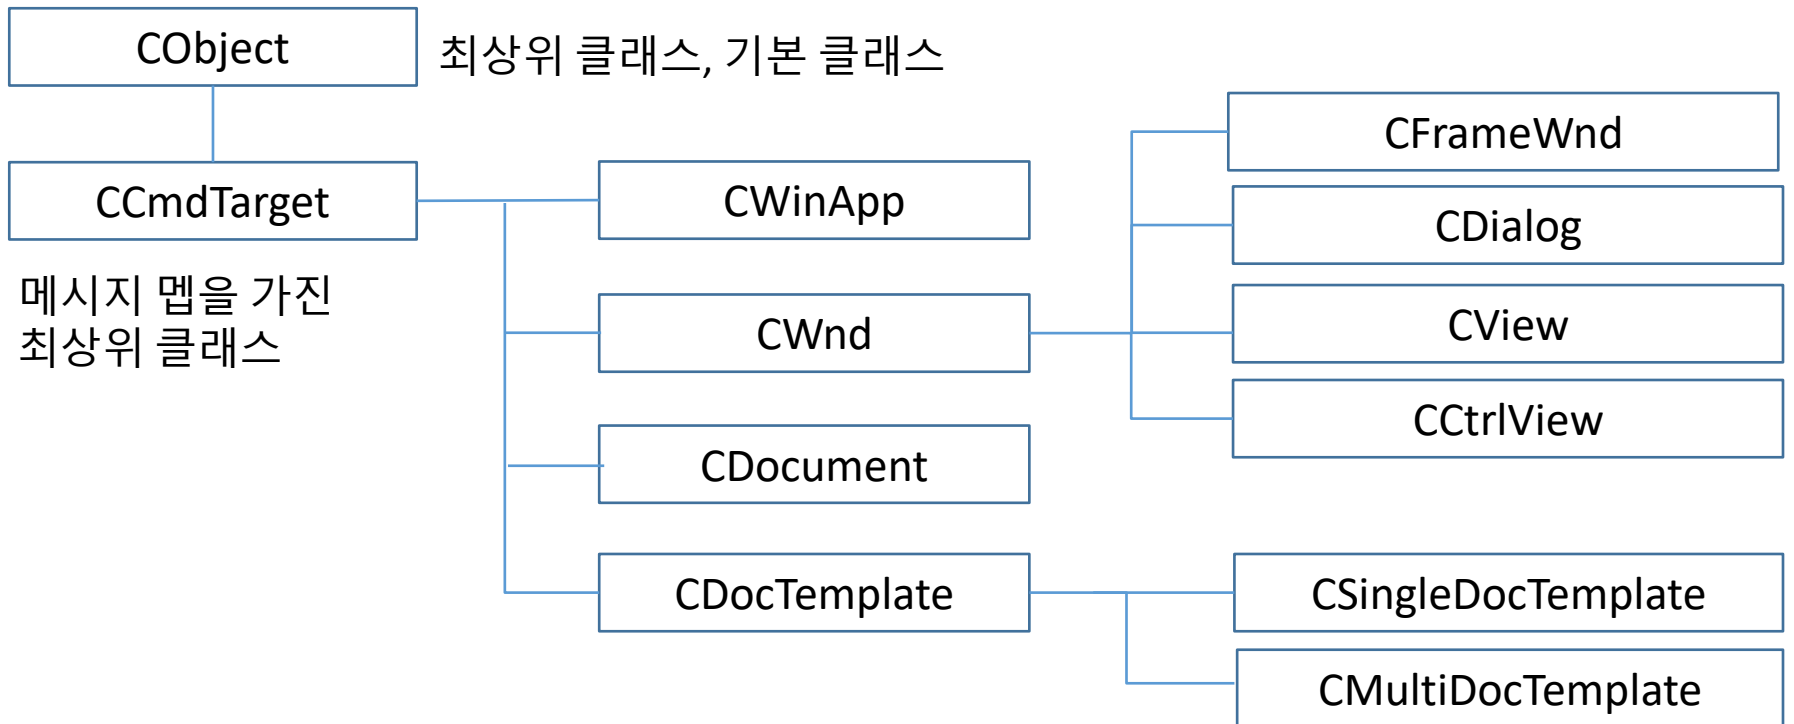 CObject
최상위 클래스, 기본 클래스
CCmdTarget
메시지 멥을 가진
최상위 클래스
CWinApp
CWnd
CDocument
CDocTemplate
CFrameWnd
CDialog
CView
CCtrlView
CSingleDocTemplate
CMultiDocTemplate